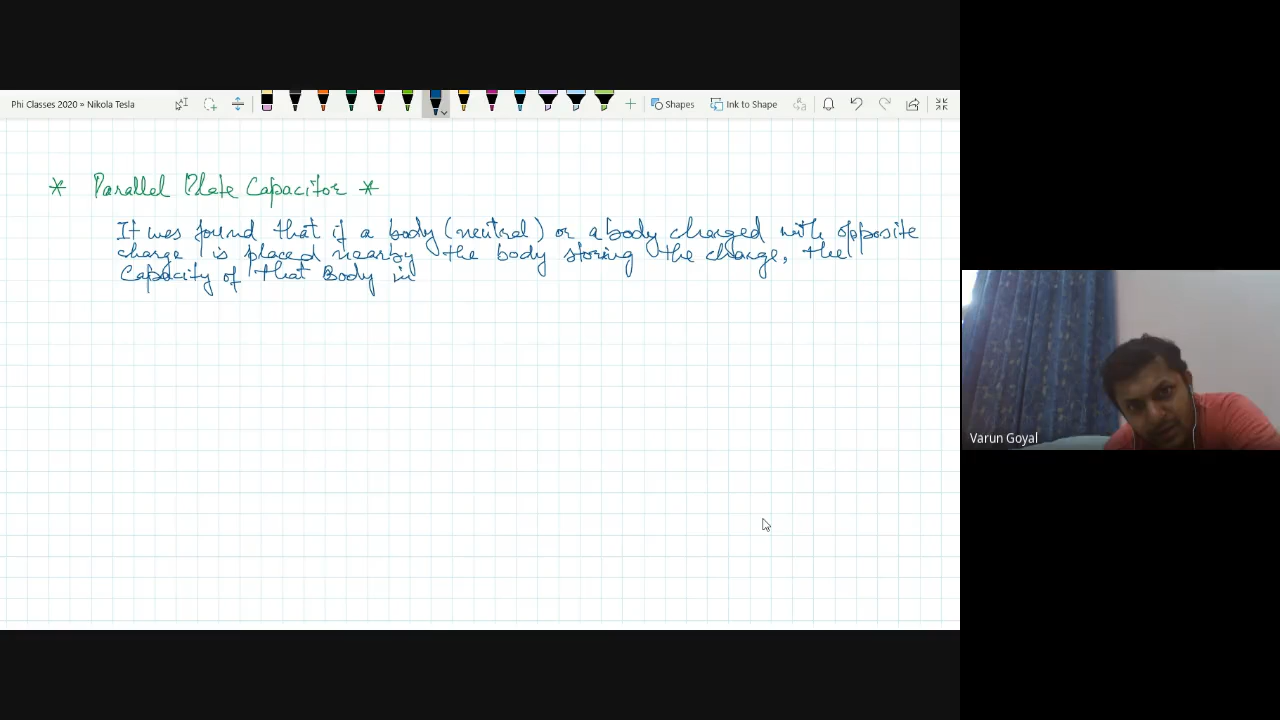 Phi Classes 2020 » Nikola Tesla
Shapes
Ink to Shape
* Parallel Plate Capacitor *
It was found that if a body (neutral) or a body charged with opposite
charge is placed nearby the body storing the charge, the
Capacity of that Body in
Varun Goyal